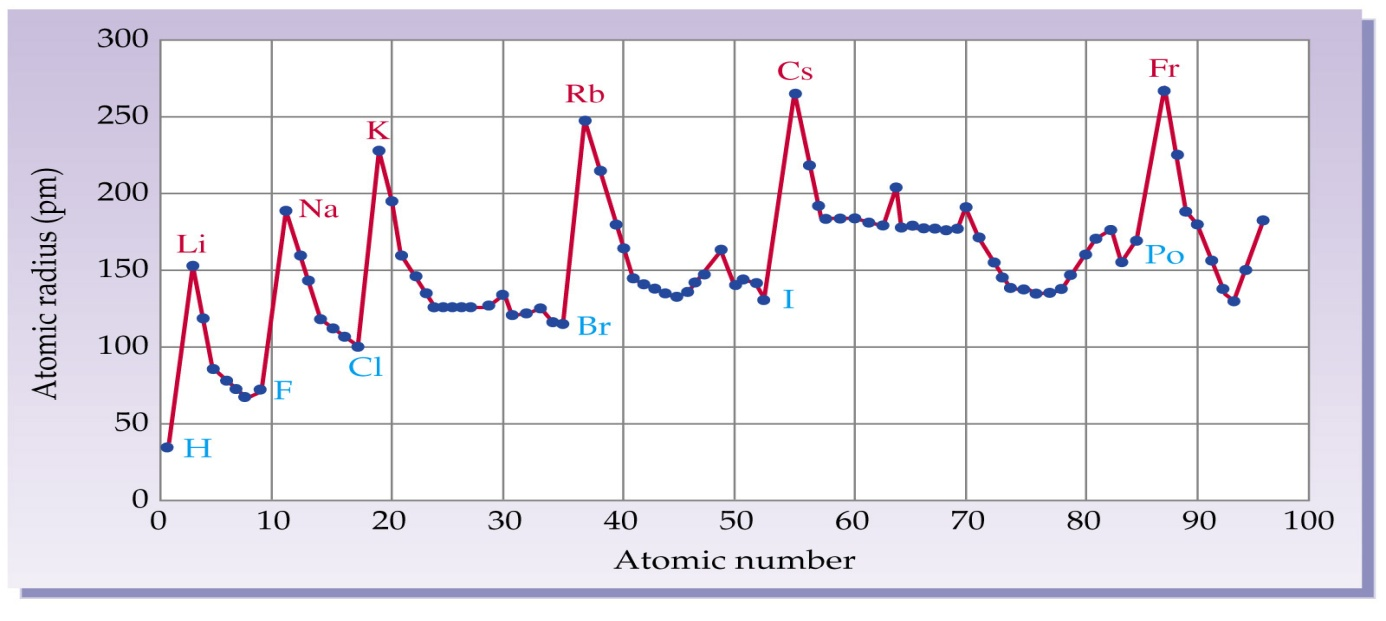 300
250
200
150
100
50
0
Atomic radius (pm)
H
Li
F
Na
Cl
K
Br
Rb
I
Cs
Po
Fr
0 10 20 30 40 50 60 70 80 90 100
Atomic number